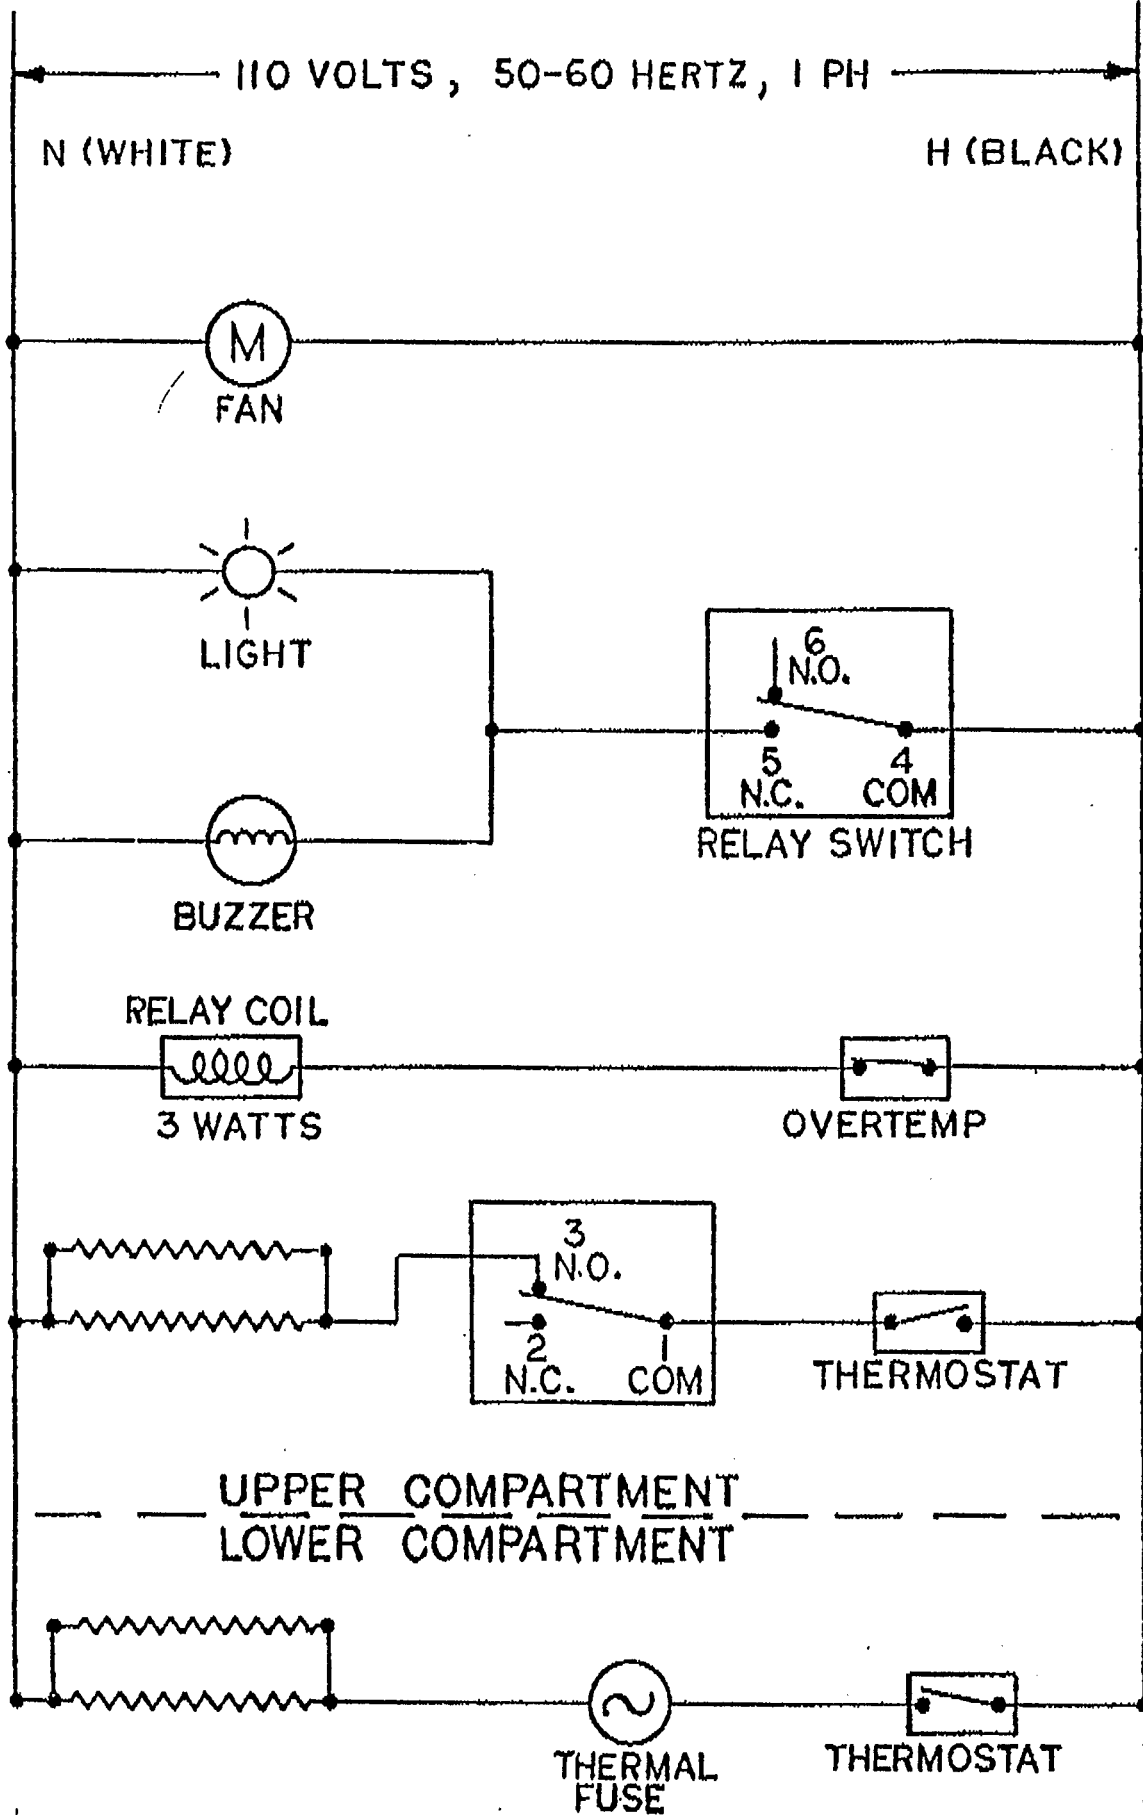 110 VOLTS, 50-60 HERTZ, 1 PH
N (WHITE)
H (BLACK)
M
FAN
LIGHT
6
N.O.
5
4
N.C.
COM
RELAY SWITCH
BUZZER
RELAY COIL
3 WATTS
OVERTEMP
3
N.O.
2
1
N.C.
COM
THERMOSTAT
UPPER COMPARTMENT
LOWER COMPARTMENT
THERMAL
FUSE
THERMOSTAT